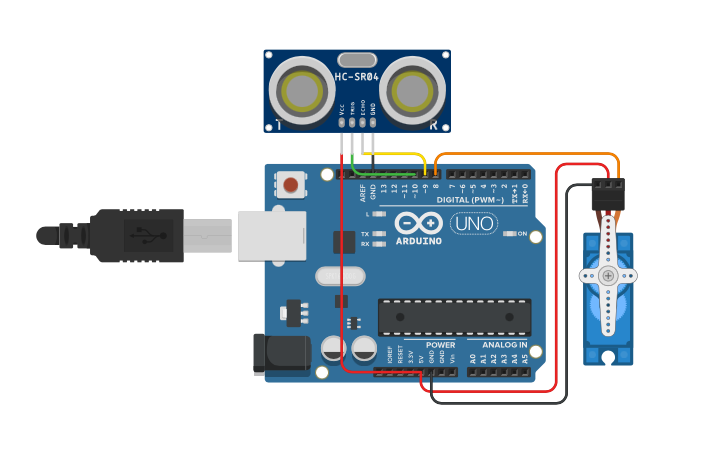 HC-SR04
VCC TRIG ECHO GND
T R
AREF GND 13 12 ~11 ~10 ~9 8 7 ~6 ~5 4 ~3 2 TX→1 RX←0
DIGITAL (PWM~)
L
TX
RX
ARDUINO
UNO
ON
POWER ANALOG IN
IOREF RESET 3.3V 5V GND GND Vin A0 A1 A2 A3 A4 A5